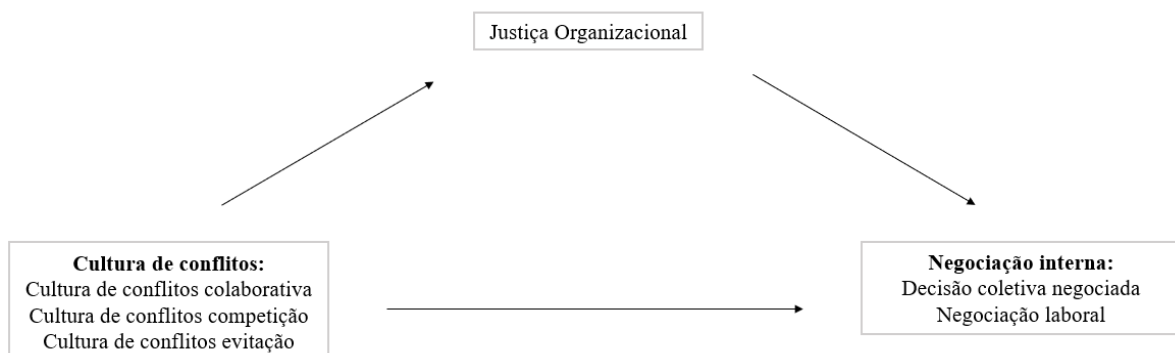 Justiça Organizacional
Cultura de conflitos:
Cultura de conflitos colaborativa
Cultura de conflitos competição
Cultura de conflitos evitação
Negociação interna:
Decisão coletiva negociada
Negociação laboral